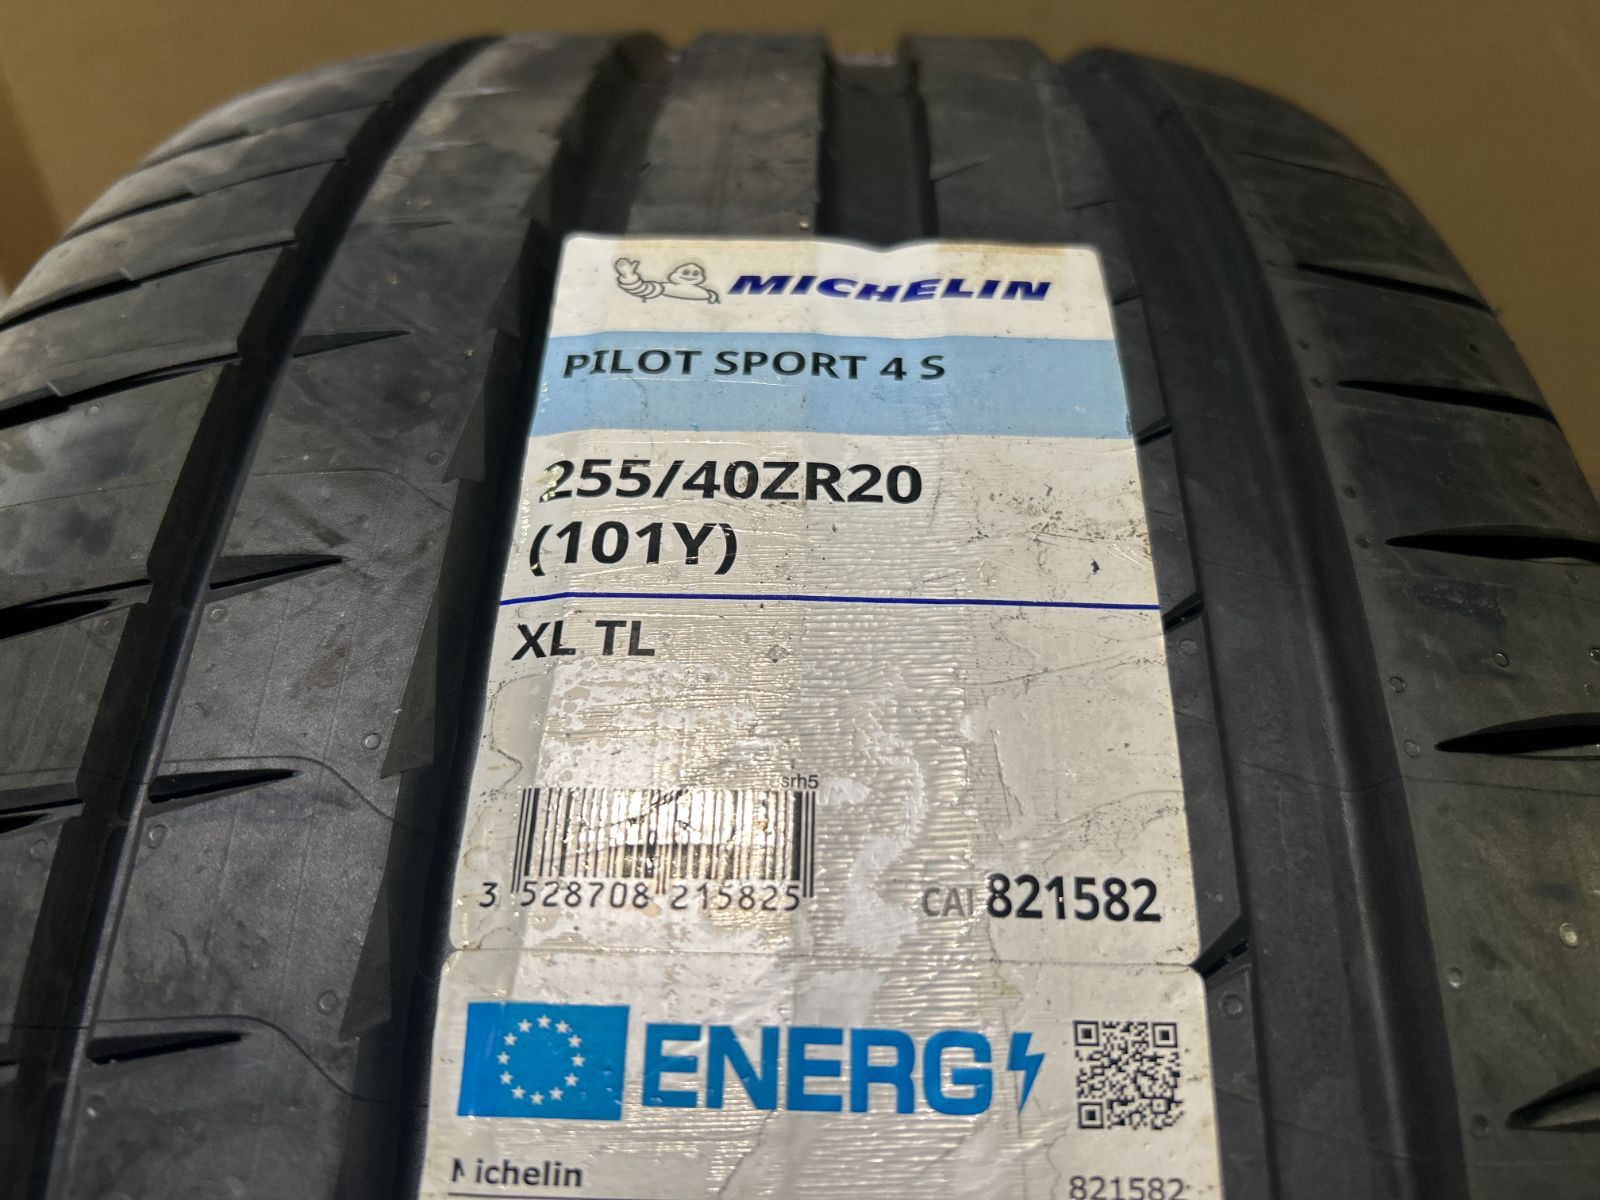 MICHELIN
PILOT SPORT 4 S
255/40ZR20
(101Y)
XL TL
srh5
3 528708 215825
CAI 821582
ENERG
Michelin
821582